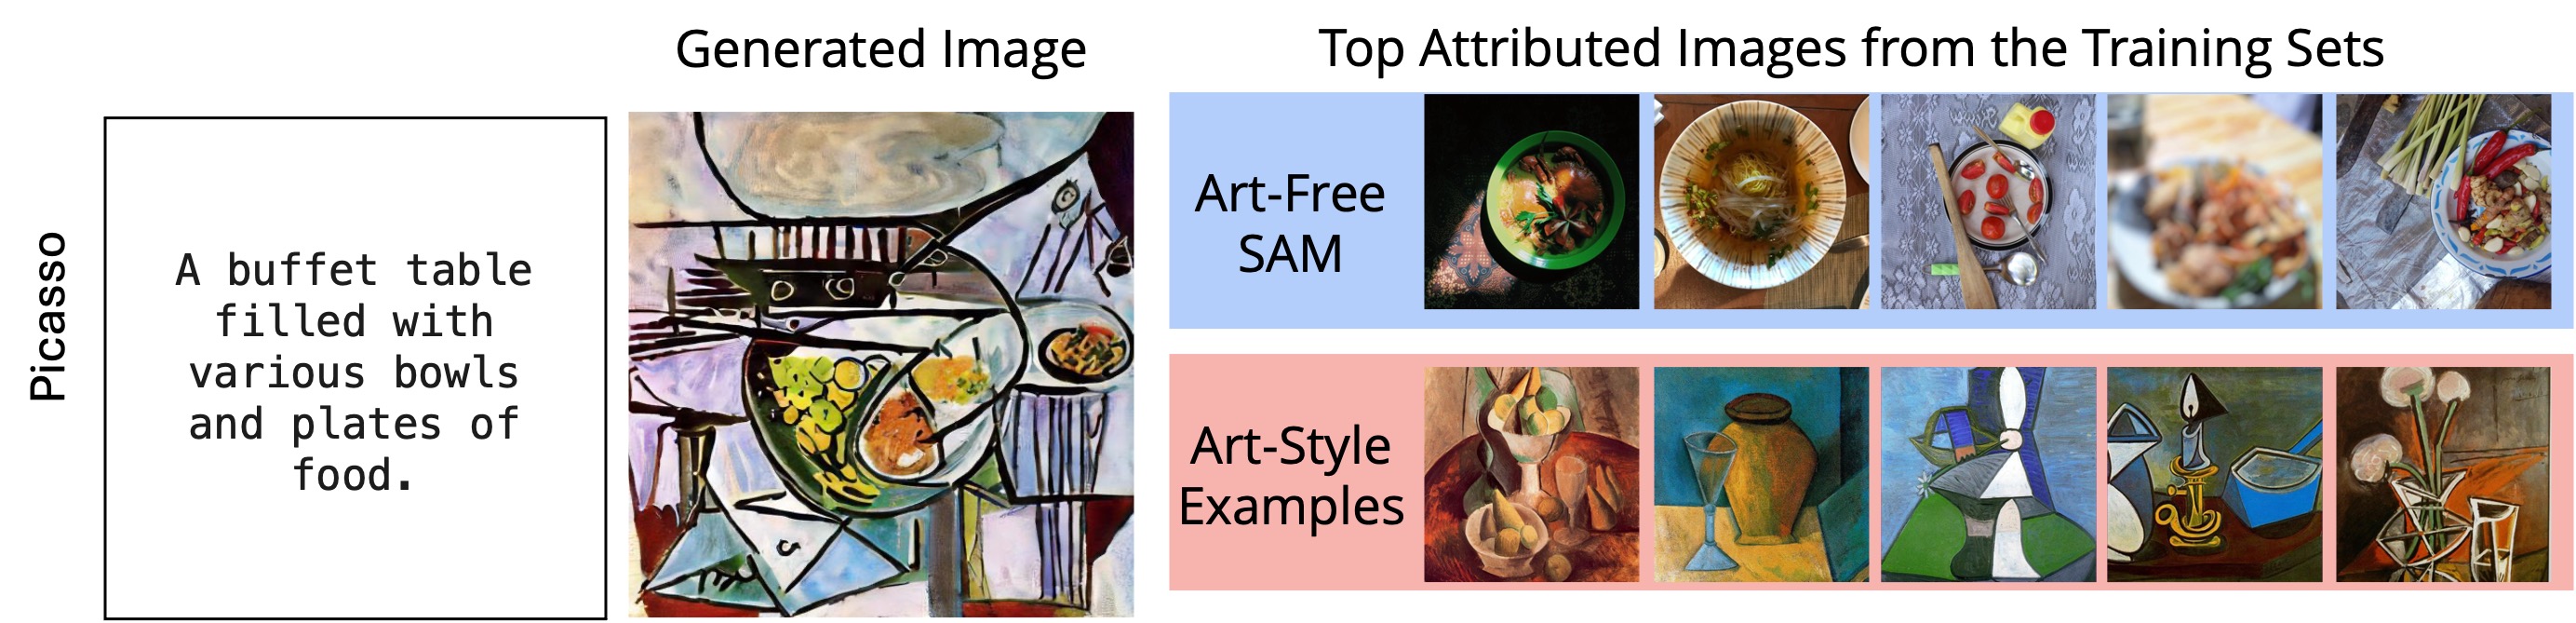 Generated Image
Top Attributed Images from the Training Sets
Picasso
A buffet table
filled with
various bowls
and plates of
food.
Art-Free
SAM
Art-Style
Examples